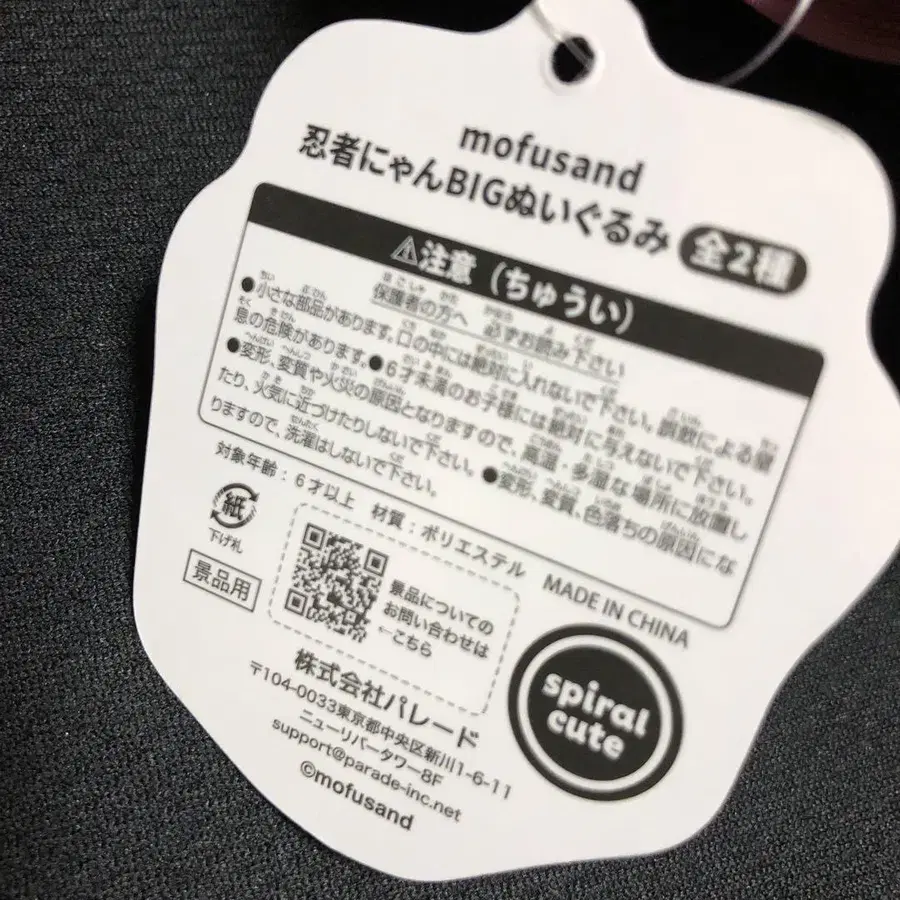 mofusand
忍者にゃんBIGぬいぐるみ 全2種
⚠注意（ちゅうい）
保護者の方へ 必ずお読み下さい
●小さな部品があります。口の中には絶対に入れないで下さい。誤飲による窒
息の危険があります。●6才未満のお子様には絶対に与えないで下さい。
●変形、変質や火災の原因となりますので、高温・多湿な場所に放置し
たり、火気に近づけたりしないで下さい。●変形、変質、色落ちの原因にな
りますので、洗濯はしないで下さい。
対象年齢：6才以上 材質：ポリエステル MADE IN CHINA
紙
下げ札
景品用
景品についての
お問い合わせは
←こちら
株式会社パレード
〒104-0033東京都中央区新川1-6-11
ニューリバータワー8F
support@parade-inc.net
©mofusand
spiral
cute